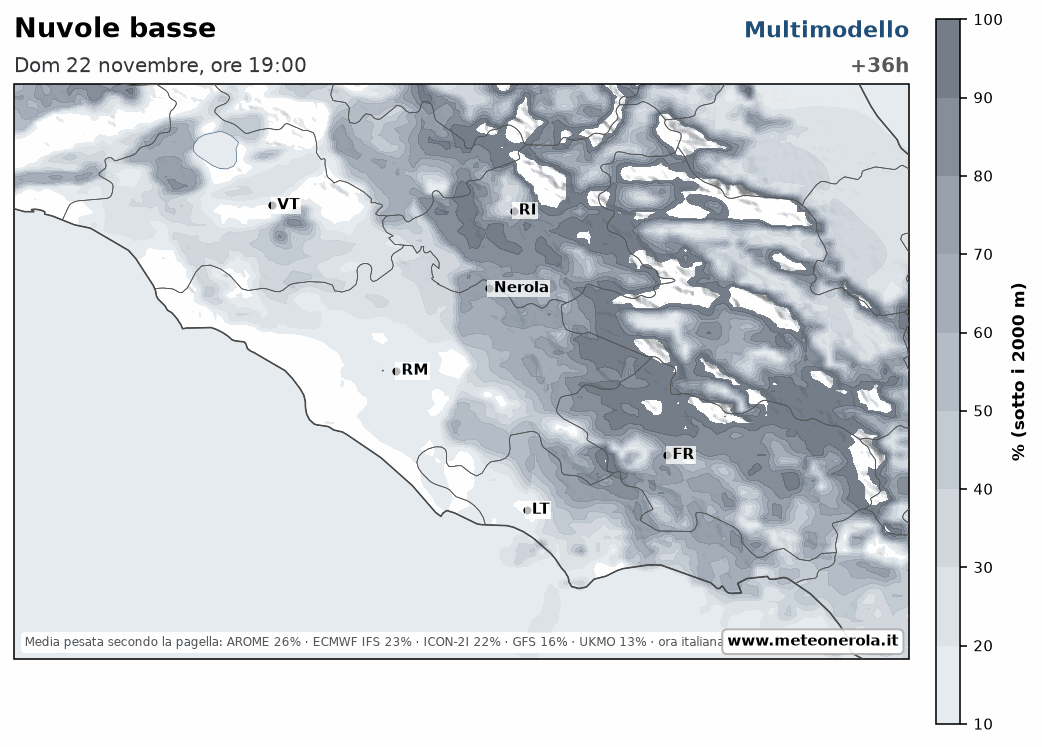 Nuvole basse
Multimodello
Dom 22 novembre, ore 19:00
+36h
VT
RI
Nerola
RM
FR
LT
Media pesata secondo la pagella: AROME 26% · ECMWF IFS 23% · ICON-2I 22% · GFS 16% · UKMO 13% · ora italiana
www.meteonerola.it
100
90
80
70
60
50
40
30
20
10
% (sotto i 2000 m)